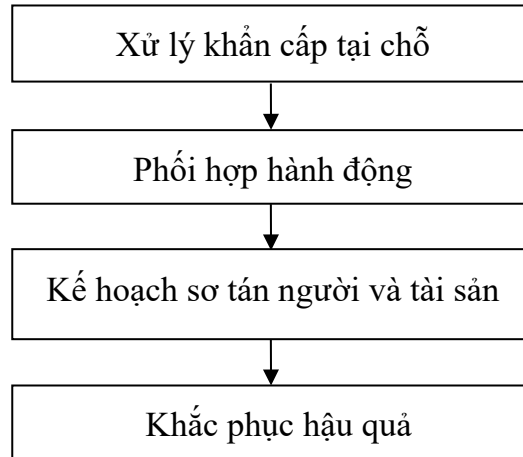 Xử lý khẩn cấp tại chỗ
Phối hợp hành động
Kế hoạch sơ tán người và tài sản
Khắc phục hậu quả